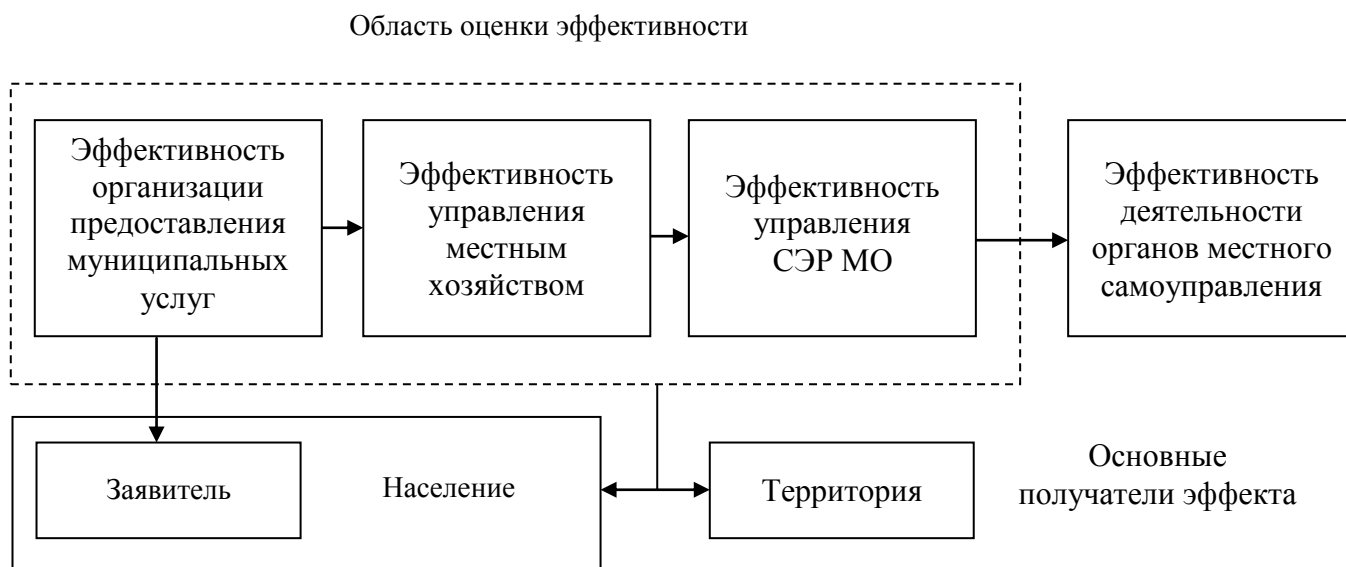 Область оценки эффективности
Эффективность
организации
предоставления
муниципальных
услуг
Эффективность
управления
местным
хозяйством
Эффективность
управления
СЭР МО
Эффективность
деятельности
органов местного
самоуправления
Заявитель
Население
Территория
Основные
получатели эффекта